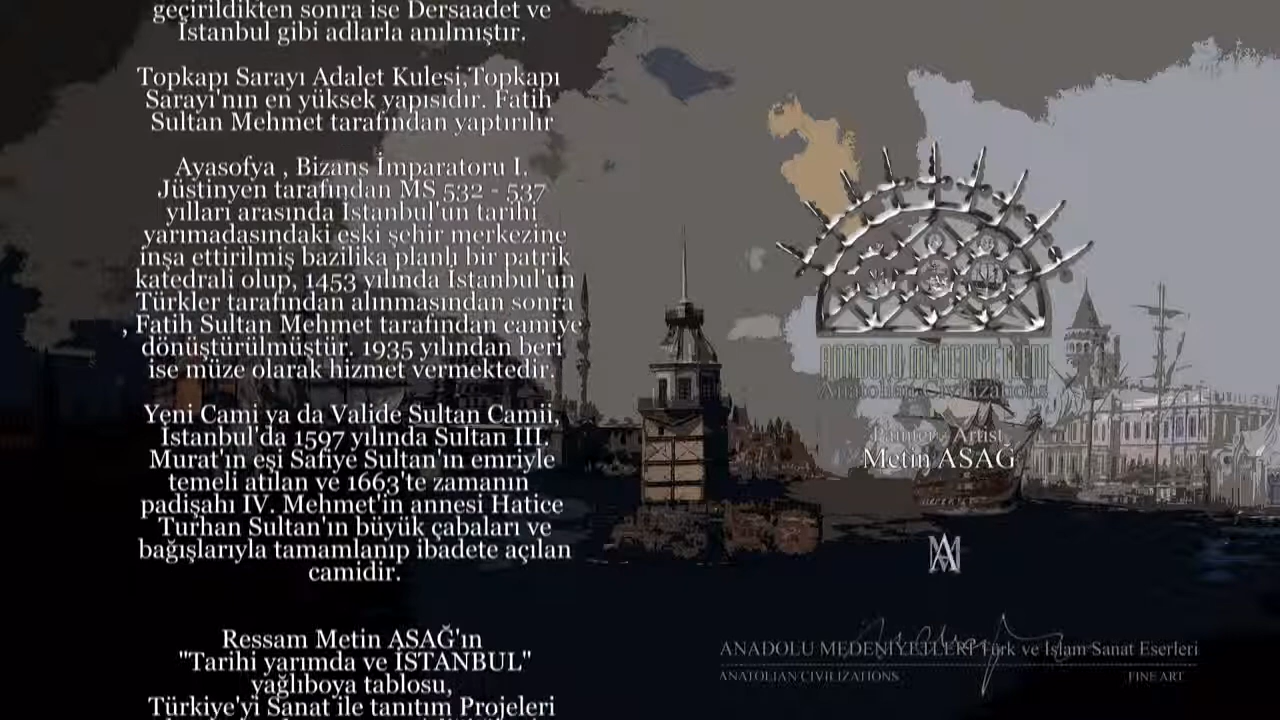 geçirildikten sonra ise Dersaadet ve
İstanbul gibi adlarla anılmıştır.
Topkapı Sarayı Adalet Kulesi,Topkapı
Sarayı'nın en yüksek yapısıdır. Fatih
Sultan Mehmet tarafından yaptırılır
Ayasofya , Bizans İmparatoru I.
Jüstinyen tarafından MS 532 - 537
yılları arasında İstanbul'un tarihi
yarımadasındaki eski şehir merkezine
inşa ettirilmiş bazilika planlı bir patrik
katedrali olup, 1453 yılında İstanbul'un
Türkler tarafından alınmasından sonra
, Fatih Sultan Mehmet tarafından camiye
dönüştürülmüştür. 1935 yılından beri
ise müze olarak hizmet vermektedir.
Yeni Cami ya da Valide Sultan Camii,
İstanbul'da 1597 yılında Sultan III.
Murat'ın eşi Safiye Sultan'ın emriyle
temeli atılan ve 1663'te zamanın
padişahı IV. Mehmet'in annesi Hatice
Turhan Sultan'ın büyük çabaları ve
bağışlarıyla tamamlanıp ibadete açılan
camidir.
Ressam Metin ASAĞ'ın
"Tarihi yarımda ve İSTANBUL"
yağlıboya tablosu,
Türkiye'yi Sanat ile tanıtım Projeleri
ANADOLU MEDENİYETLERİ
Anatolian Civilizations
Painter / Artist
Metin ASAĞ
MA
ANADOLU MEDENİYETLERİ Türk ve İslam Sanat Eserleri
ANATOLIAN CIVILIZATIONS
FINE ART